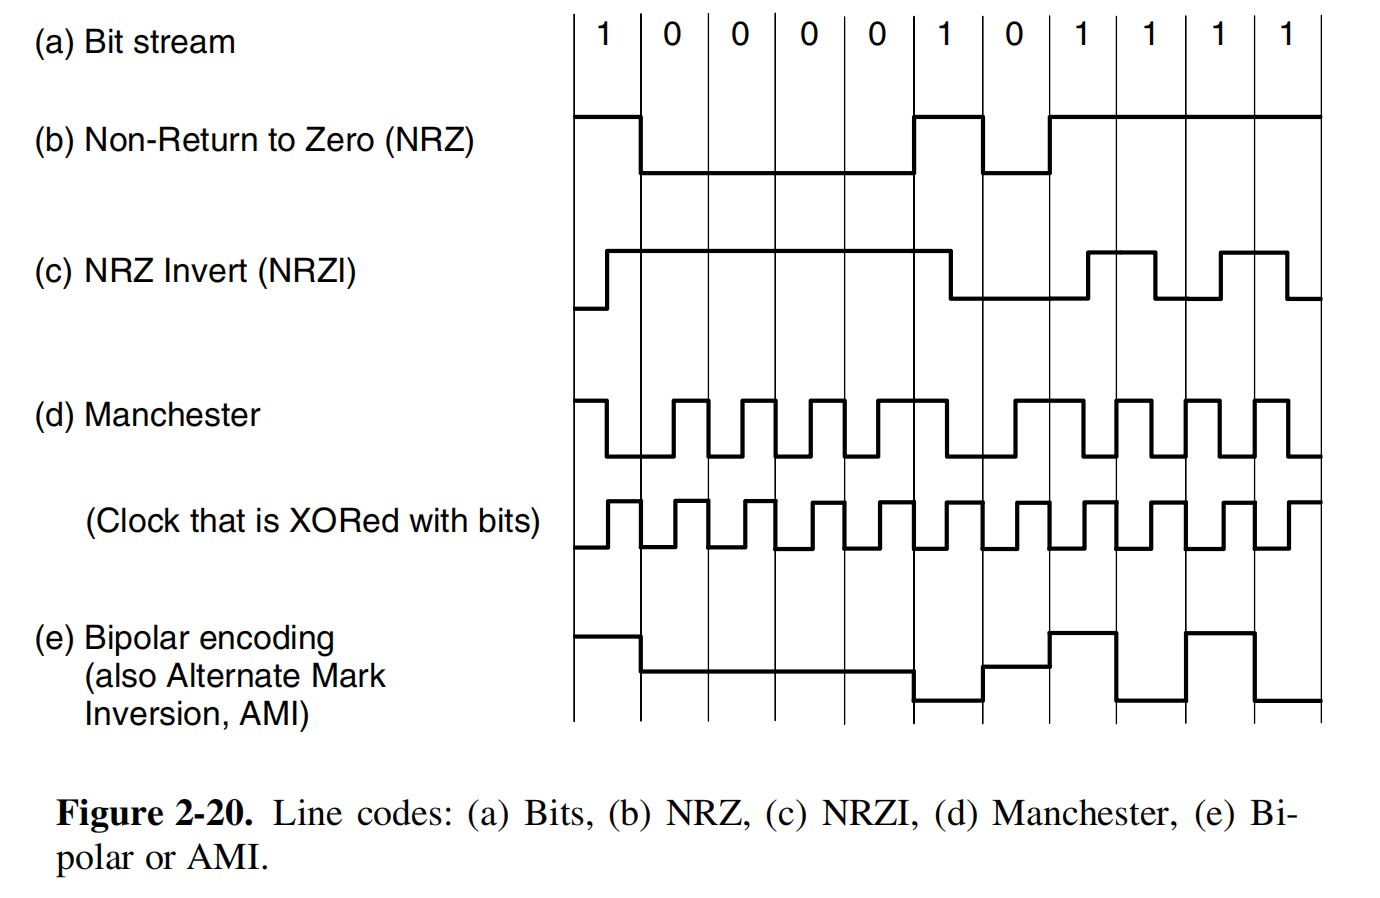 (a) Bit stream 1 0 0 0 0 1 0 1 1 1 1
(b) Non-Return to Zero (NRZ)
(c) NRZ Invert (NRZI)
(d) Manchester
(Clock that is XORed with bits)
(e) Bipolar encoding
(also Alternate Mark
Inversion, AMI)
Figure 2-20. Line codes: (a) Bits, (b) NRZ, (c) NRZI, (d) Manchester, (e) Bi-
polar or AMI.